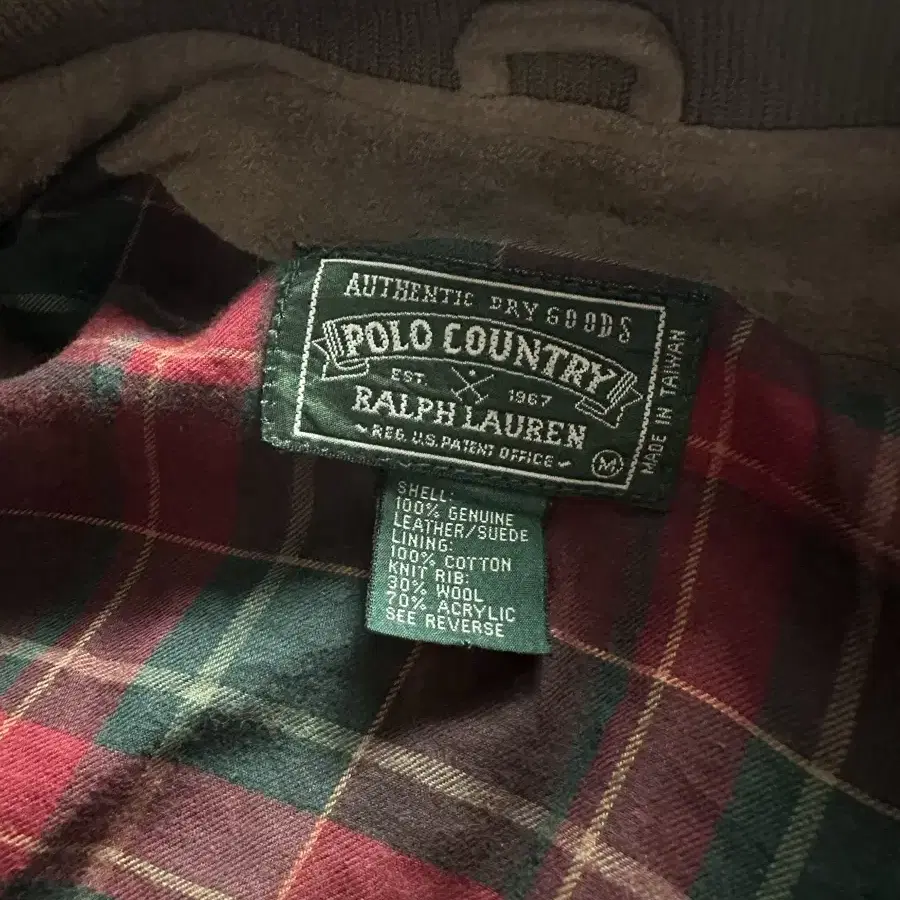 AUTHENTIC DRY GOODS
POLO COUNTRY
EST. 1967
RALPH LAUREN
REG. U.S. PATENT OFFICE
M
MADE IN TAIWAN
SHELL:
100% GENUINE
LEATHER/SUEDE
LINING:
100% COTTON
KNIT RIB:
30% WOOL
70% ACRYLIC
SEE REVERSE